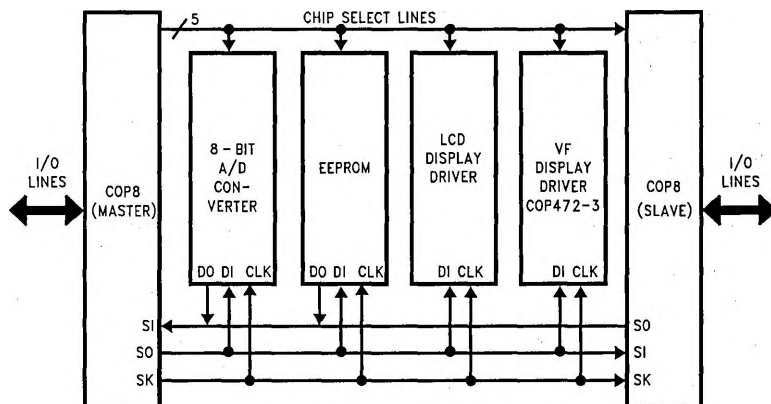 5
CHIP SELECT LINES
I/O
LINES
COP8
(MASTER)
8-BIT
A/D
CON-
VERTER
EEPROM
LCD
DISPLAY
DRIVER
VF
DISPLAY
DRIVER
COP472-3
COP8
(SLAVE)
I/O
LINES
DO DI CLK
DO DI CLK
DI CLK
DI CLK
SI
SO
SO
SI
SK
SK